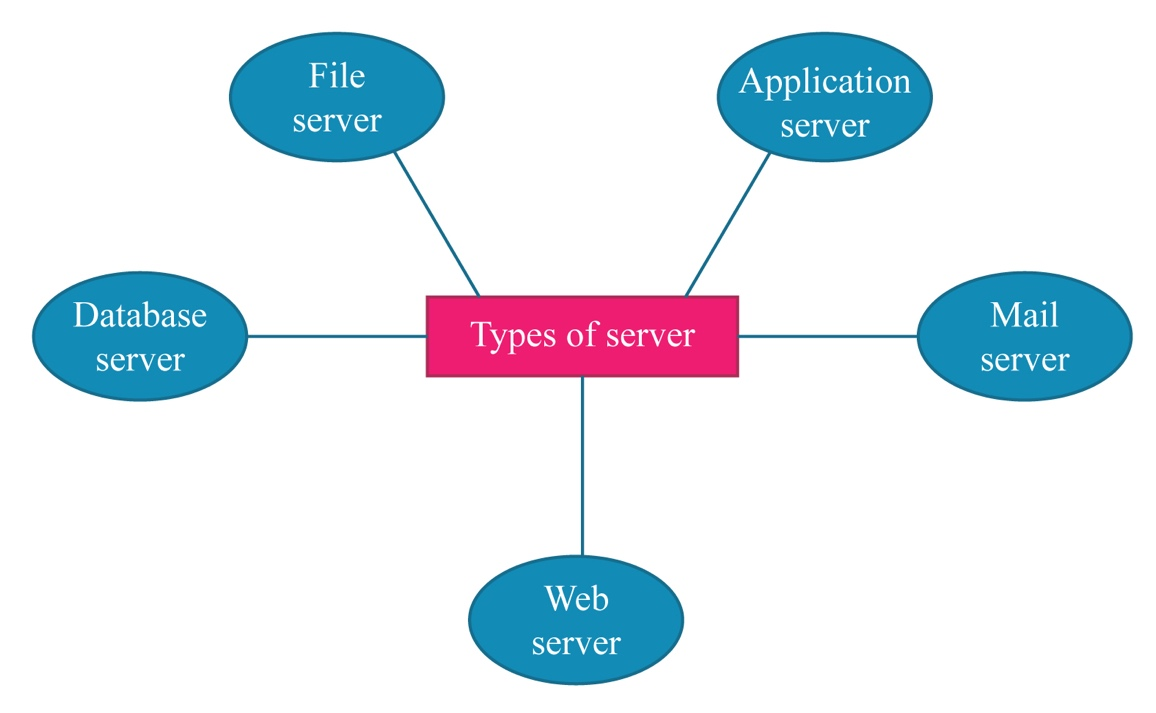 File
server
Application
server
Database
server
Types of server
Mail
server
Web
server